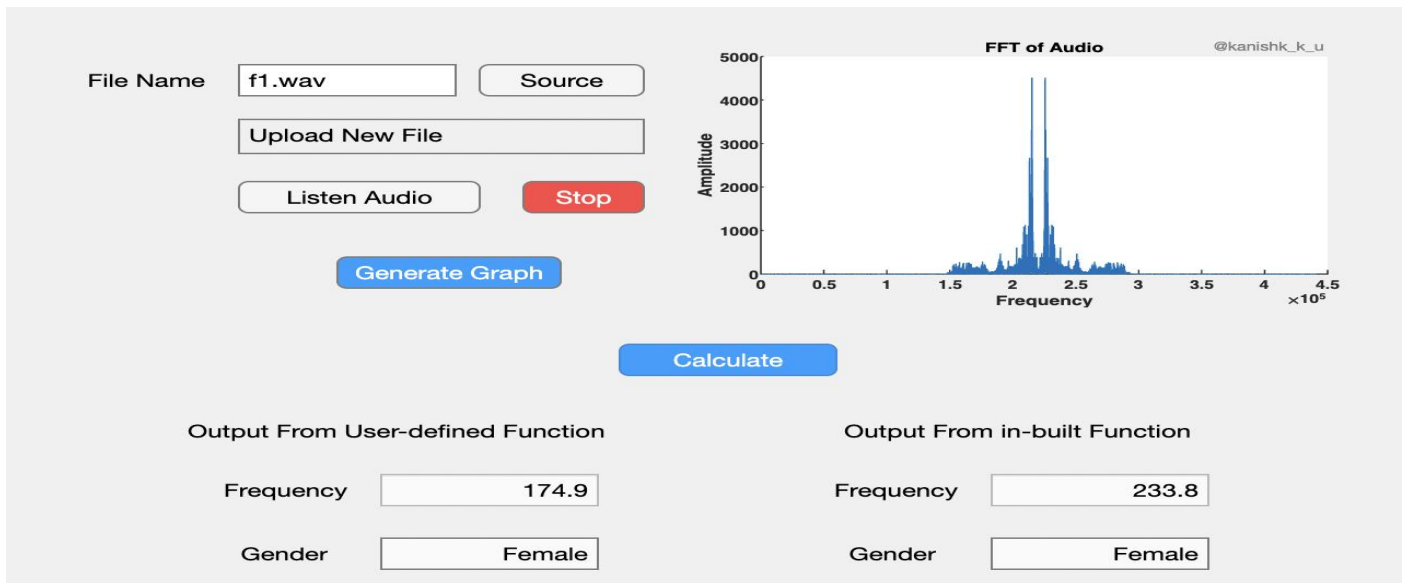 File Name f1.wav Source
Upload New File
Listen Audio Stop
Generate Graph
FFT of Audio @kanishk_k_u
5000
4000
3000
2000
1000
0
Amplitude
0 0.5 1 1.5 2 2.5 3 3.5 4 4.5
Frequency ×10⁵
Calculate
Output From User-defined Function Output From in-built Function
Frequency 174.9 Frequency 233.8
Gender Female Gender Female